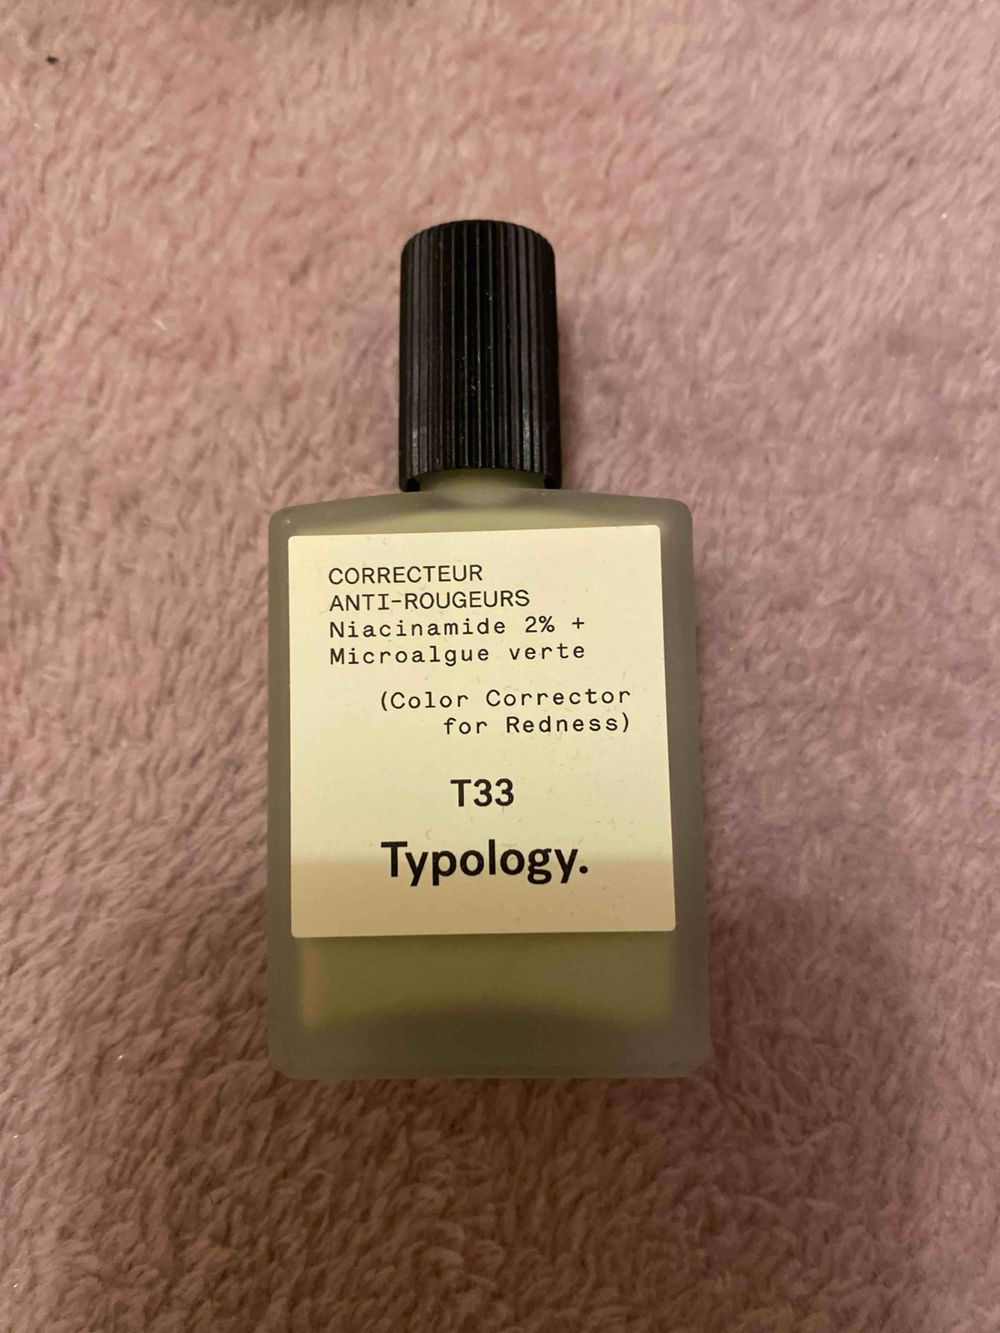 CORRECTEUR
ANTI-ROUGEURS
Niacinamide 2% +
Microalgue verte
(Color Corrector
for Redness)
T33
Typology.